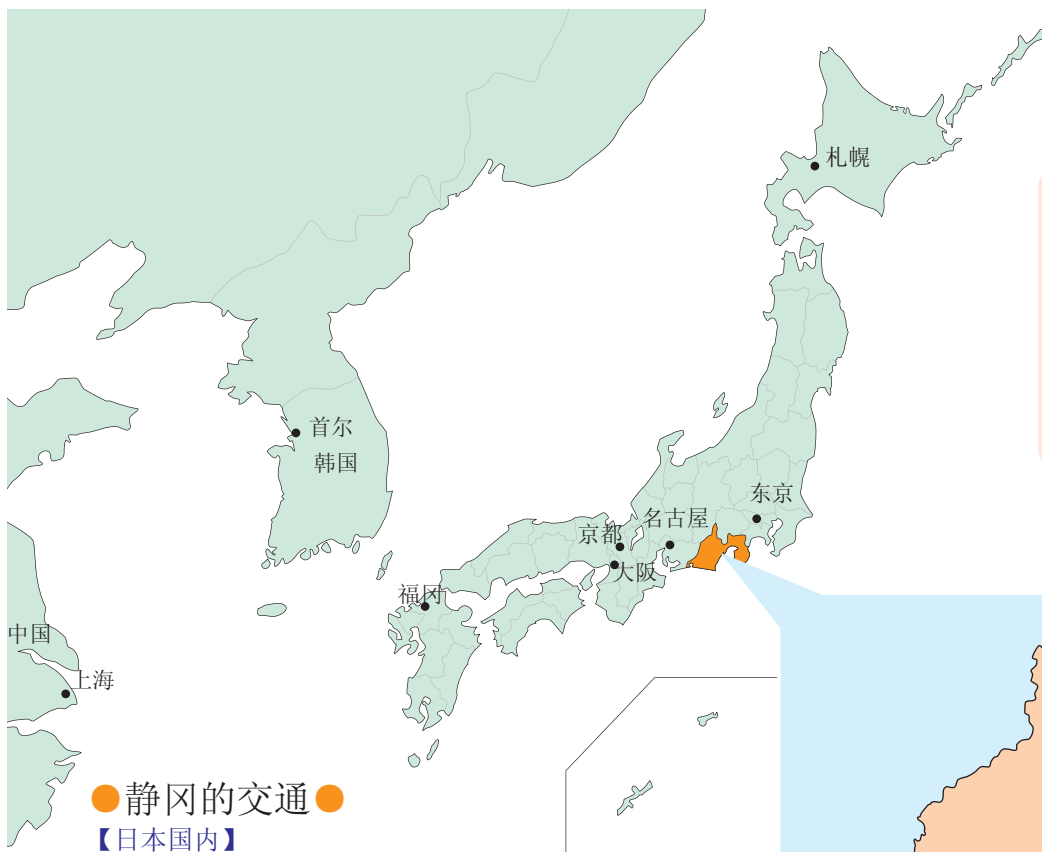 札幌
首尔
韩国
东京
名古屋
京都
大阪
福冈
中国
上海
●静冈的交通●
【日本国内】